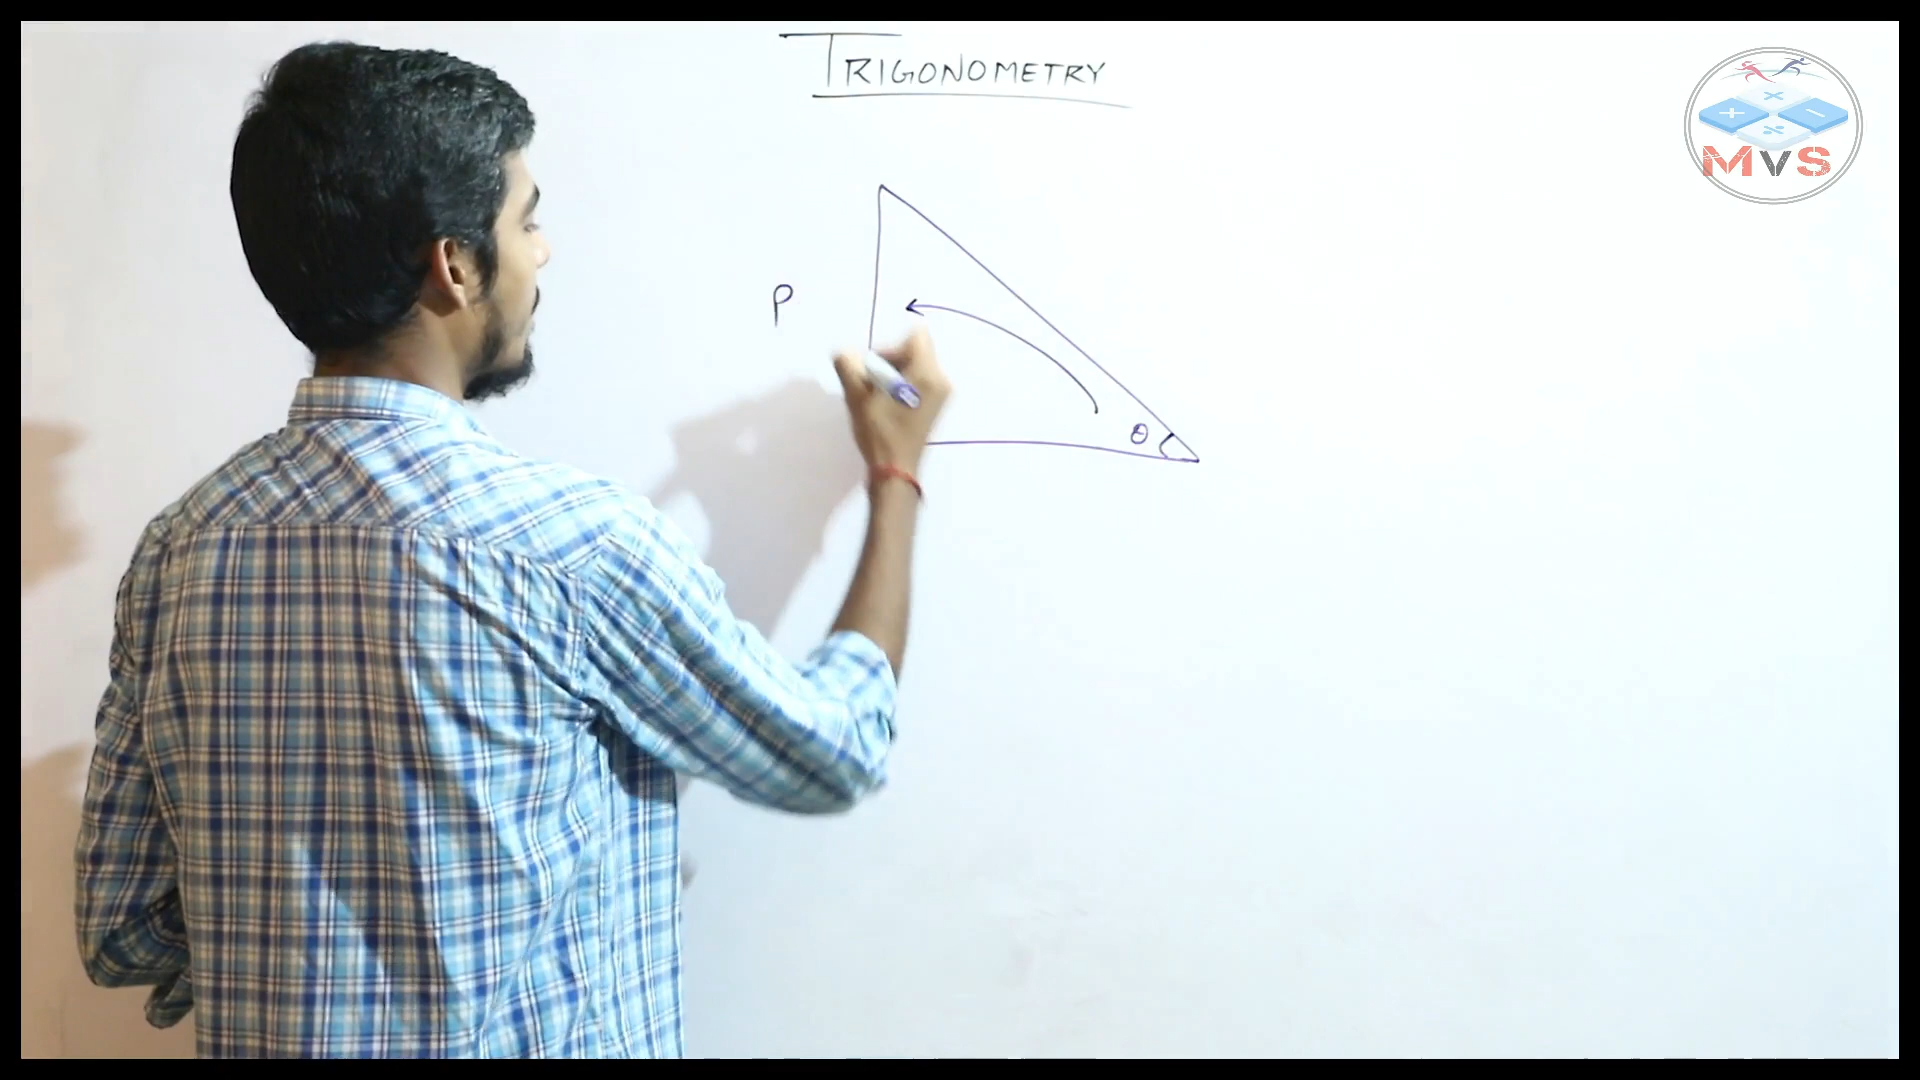 TRIGONOMETRY
+ × −
÷
MVS
P
θ